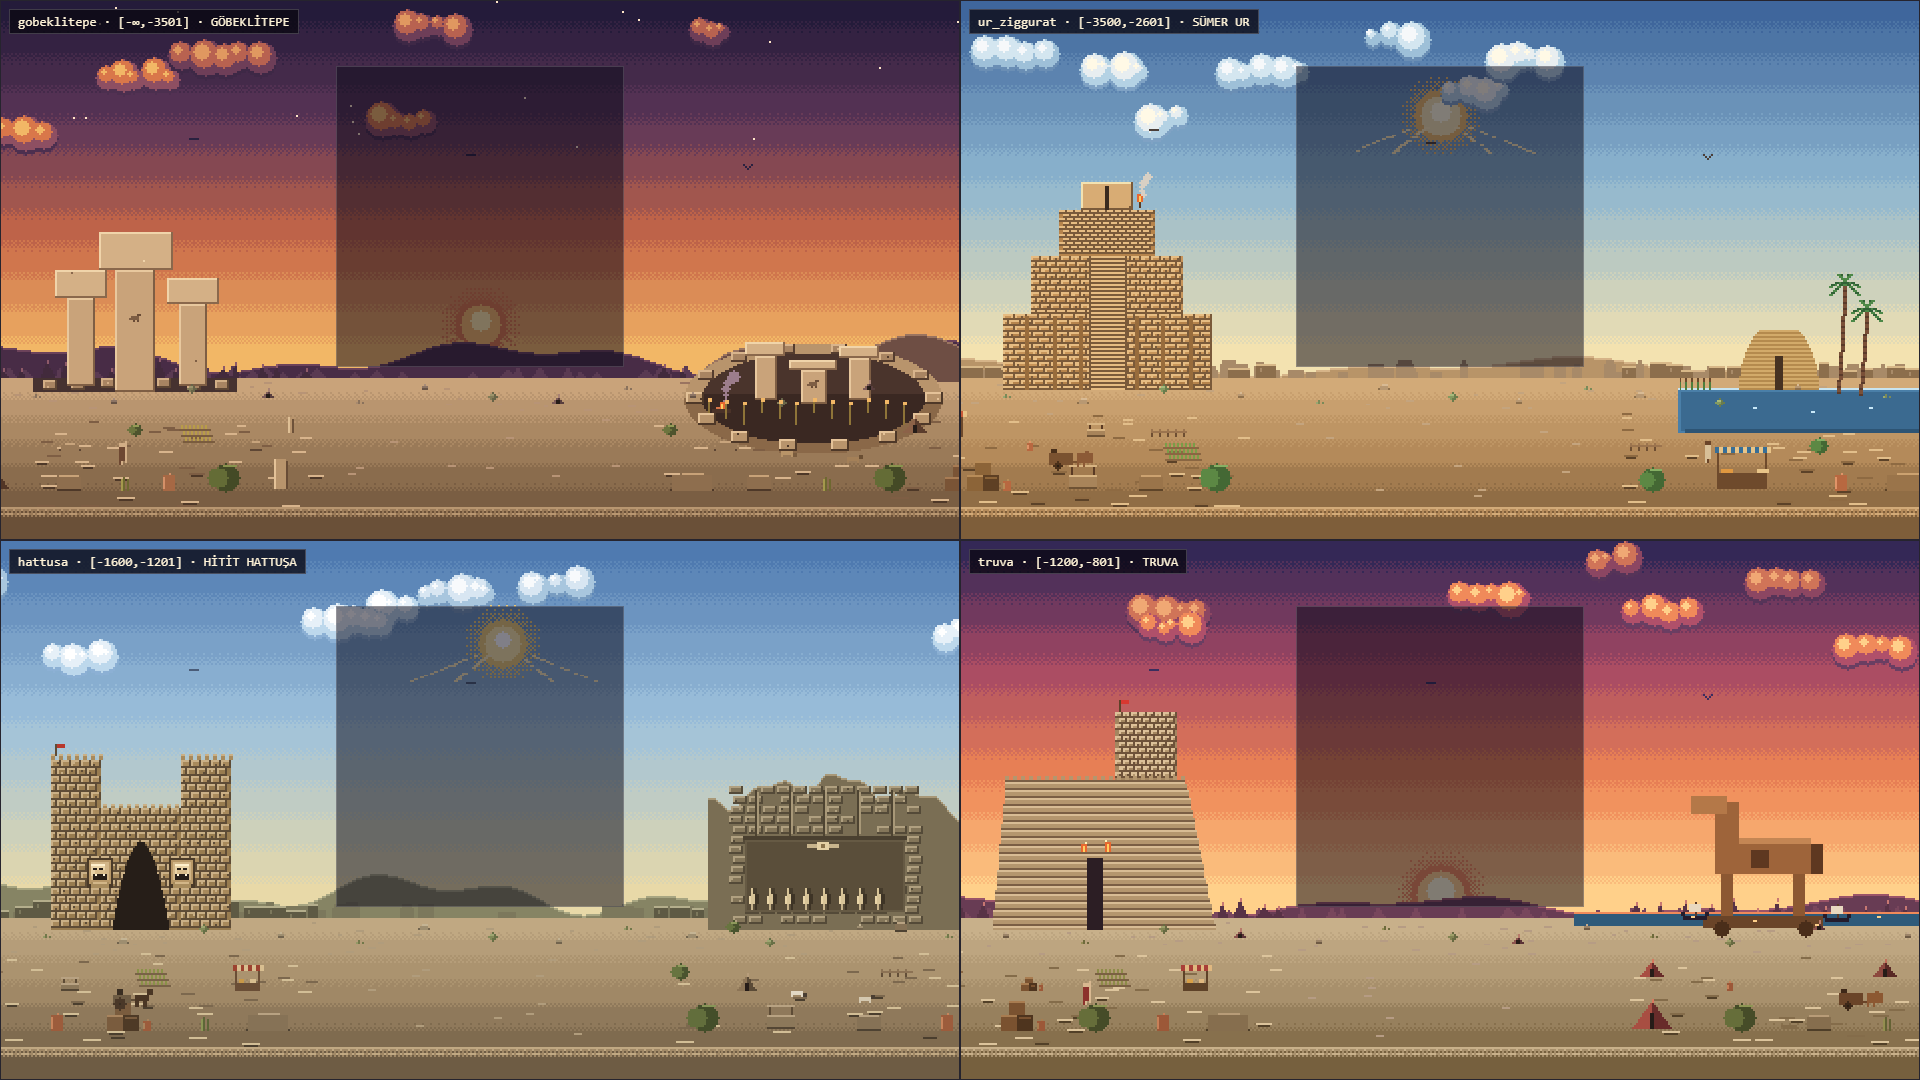 gobeklitepe · [-∞,-3501] · GÖBEKLİTEPE
ur_ziggurat · [-3500,-2601] · SÜMER UR
hattusa · [-1600,-1201] · HİTİT HATTUŞA
truva · [-1200,-801] · TRUVA